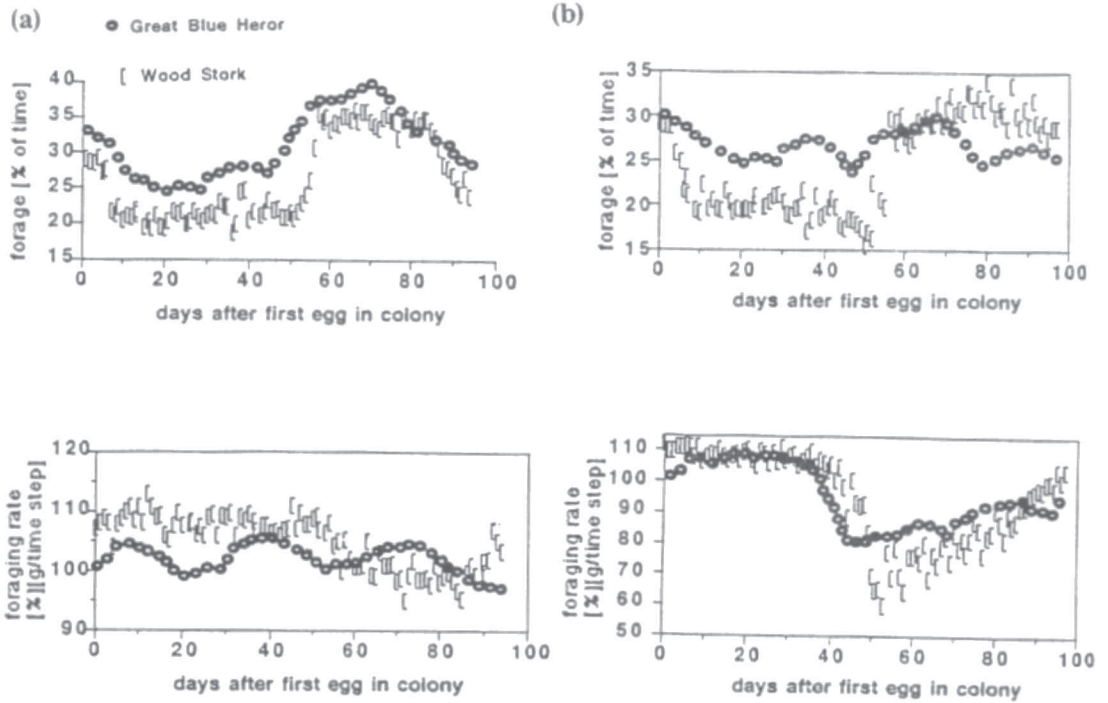 (a)
Great Blue Heror
[ Wood Stork
forage [% of time]
40
35
30
25
20
15
0 20 40 60 80 100
days after first egg in colony
(b)
forage [% of time]
35
30
25
20
15
0 20 40 60 80 100
days after first egg in colony
foraging rate
[%][g/time step]
120
110
100
90
0 20 40 60 80 100
days after first egg in colony
foraging rate
[%][g/time step]
110
100
90
80
70
60
50
0 20 40 60 80 100
days after first egg in colony